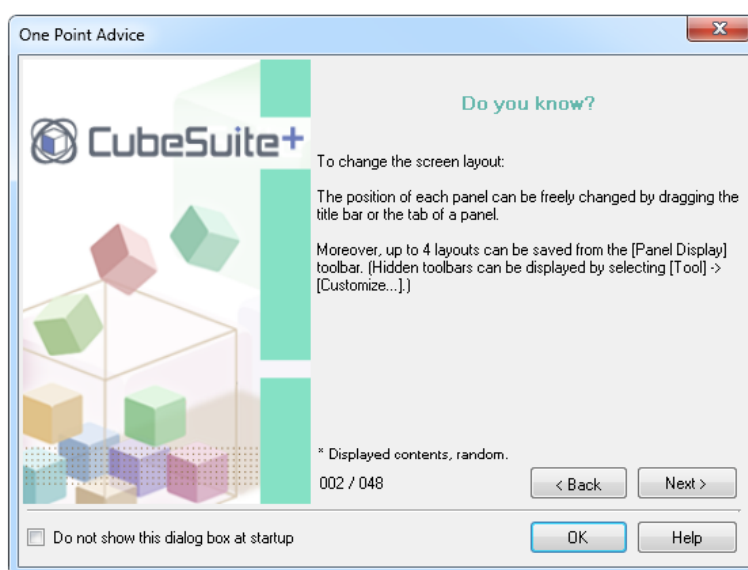 One Point Advice
CubeSuite+
Do you know?
To change the screen layout:
The position of each panel can be freely changed by dragging the
title bar or the tab of a panel.
Moreover, up to 4 layouts can be saved from the [Panel Display]
toolbar. (Hidden toolbars can be displayed by selecting [Tool] ->
[Customize...].)
* Displayed contents, random.
002 / 048
< Back
Next >
Do not show this dialog box at startup
OK
Help